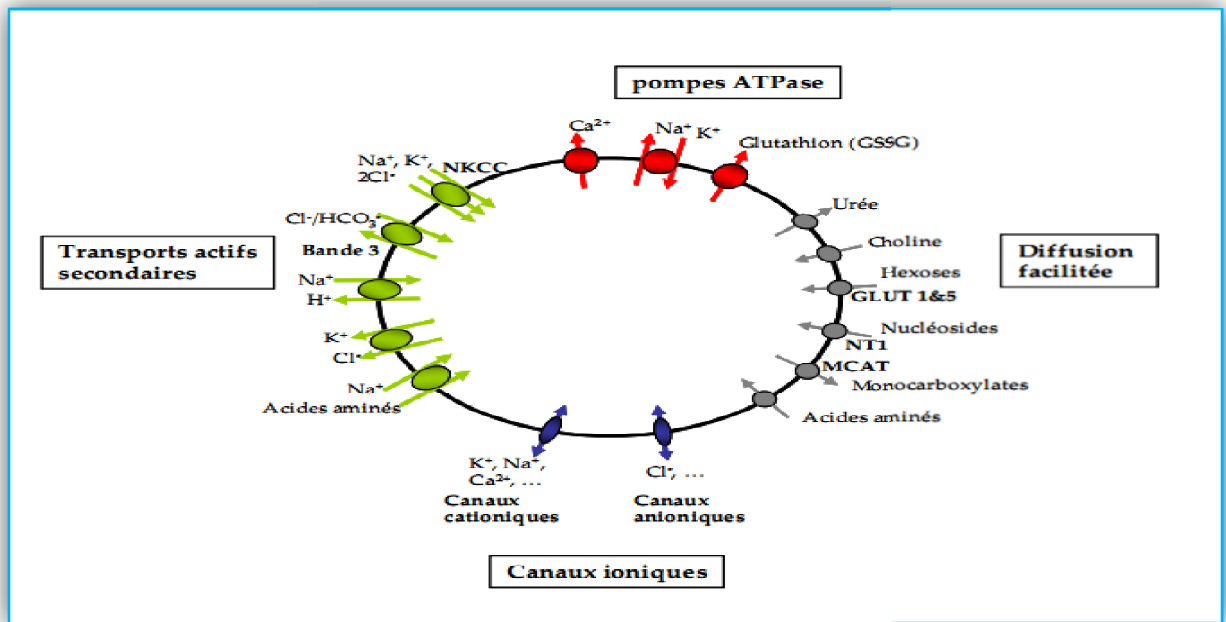 pompes ATPase
Ca²⁺
Na⁺ K⁺
Glutathion (GSSG)
Na⁺, K⁺,
2Cl⁻
NKCC
Cl⁻/HCO₃⁻
Bande 3
Transports actifs
secondaires
Na⁺
H⁺
K⁺
Cl⁻
Na⁺
Acides aminés
Urée
Choline
Hexoses
GLUT 1&5
Nucléosides
NT1
MCAT
Monocarboxylates
Acides aminés
Diffusion
facilitée
K⁺, Na⁺,
Ca²⁺, ...
Canaux
cationiques
Cl⁻, ...
Canaux
anioniques
Canaux ioniques